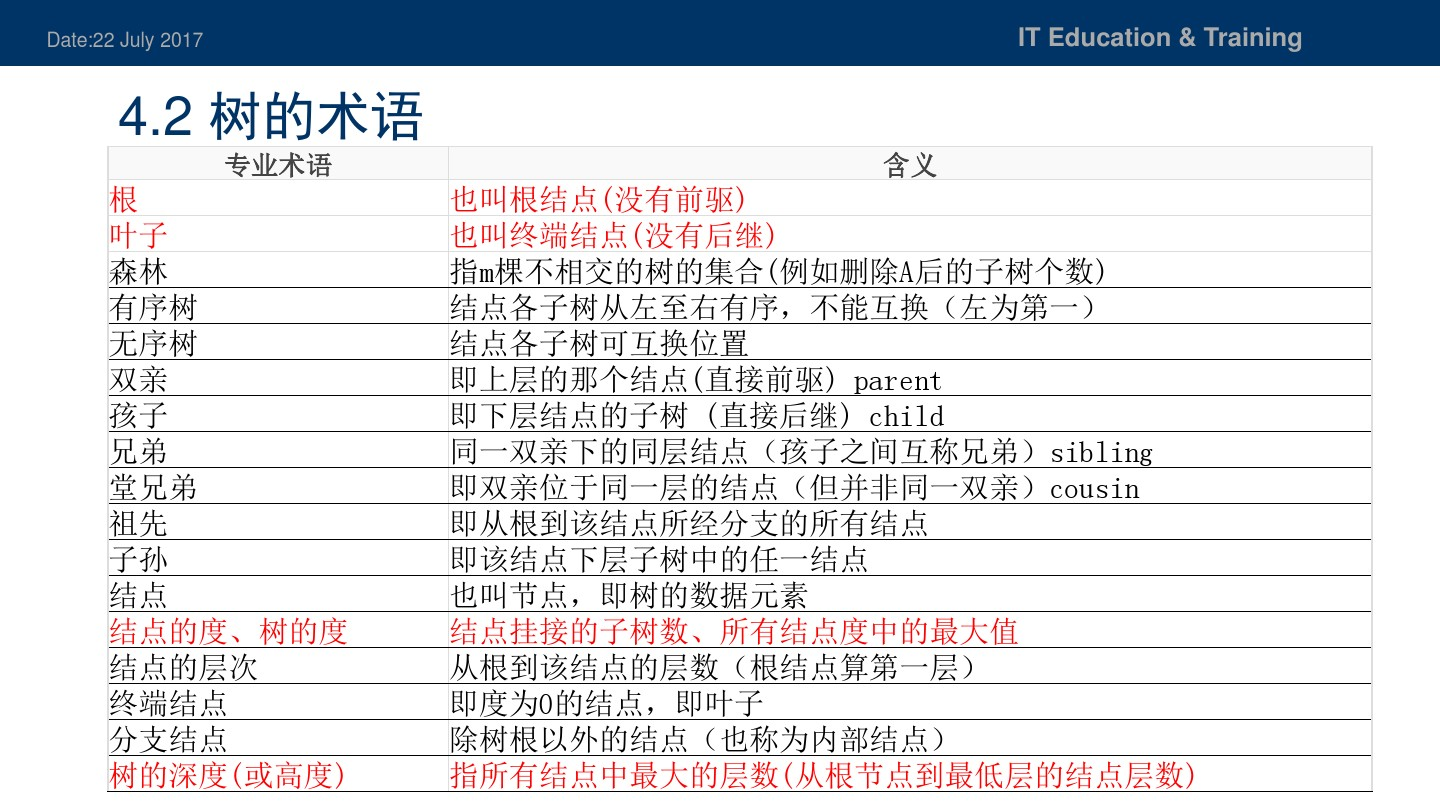 Date:22 July 2017
IT Education & Training
4.2 树的术语
专业术语 含义
根 也叫根结点(没有前驱)
叶子 也叫终端结点(没有后继)
森林 指m棵不相交的树的集合(例如删除A后的子树个数)
有序树 结点各子树从左至右有序，不能互换（左为第一）
无序树 结点各子树可互换位置
双亲 即上层的那个结点(直接前驱) parent
孩子 即下层结点的子树 (直接后继) child
兄弟 同一双亲下的同层结点（孩子之间互称兄弟）sibling
堂兄弟 即双亲位于同一层的结点（但并非同一双亲）cousin
祖先 即从根到该结点所经分支的所有结点
子孙 即该结点下层子树中的任一结点
结点 也叫节点，即树的数据元素
结点的度、树的度 结点挂接的子树数、所有结点度中的最大值
结点的层次 从根到该结点的层数（根结点算第一层）
终端结点 即度为0的结点，即叶子
分支结点 除树根以外的结点（也称为内部结点）
树的深度(或高度) 指所有结点中最大的层数(从根节点到最低层的结点层数)